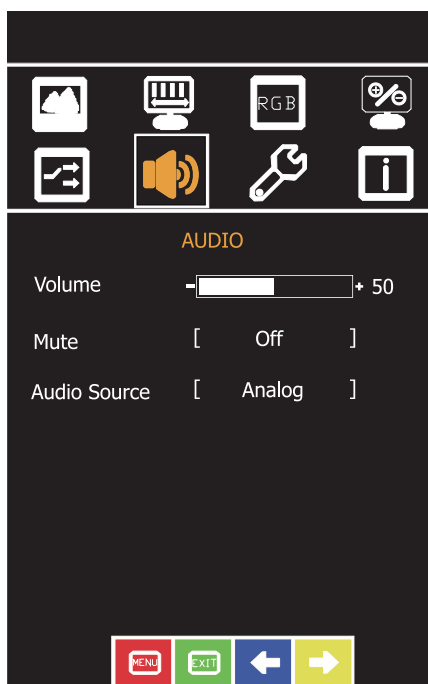 RGB
AUDIO
Volume - + 50
Mute [ Off ]
Audio Source [ Analog ]
MENU EXIT